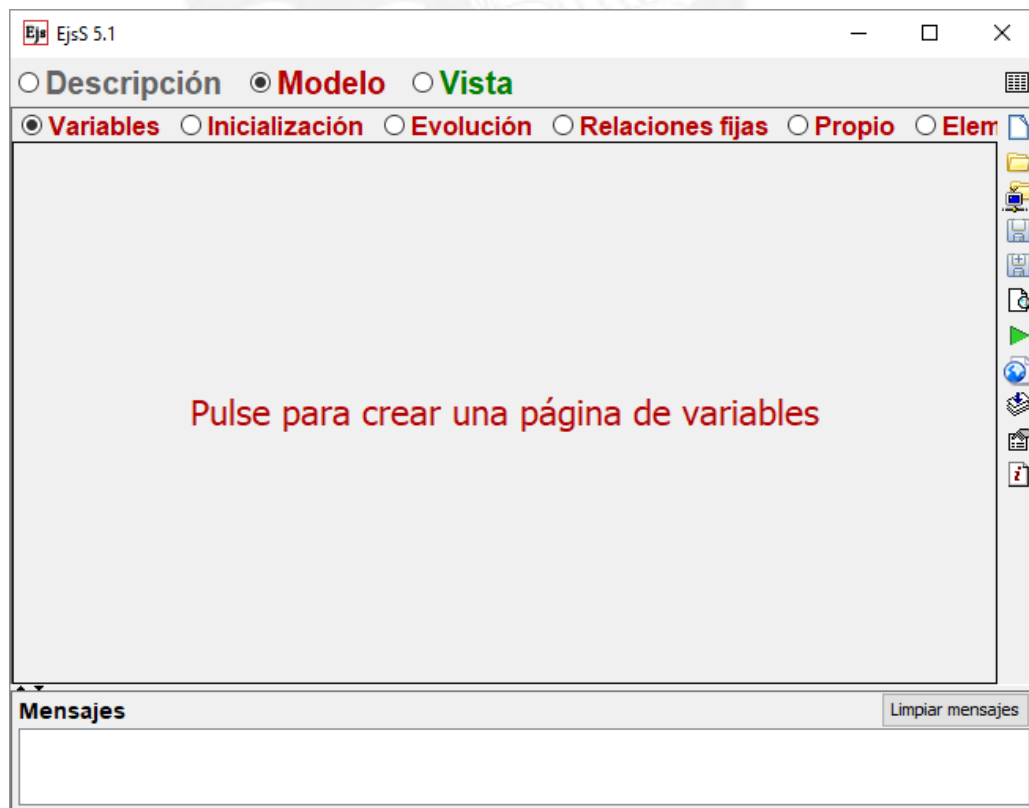 Ejs EjsS 5.1
Descripción Modelo Vista
Variables Inicialización Evolución Relaciones fijas Propio Elem
Pulse para crear una página de variables
Mensajes Limpiar mensajes